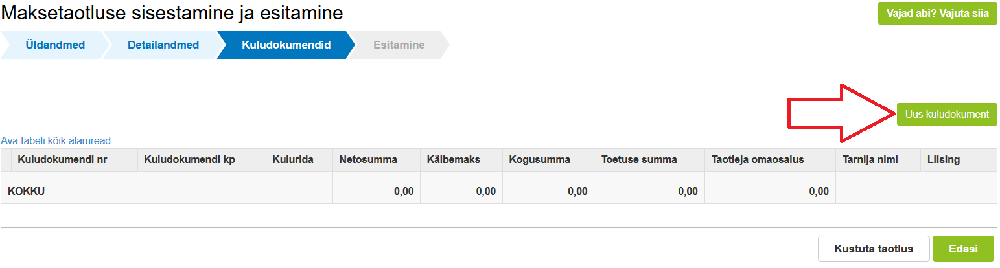 Maksetaotluse sisestamine ja esitamine
Vajad abi? Vajuta siia
Üldandmed Detailandmed Kuludokumendid Esitamine
Uus kuludokument
Ava tabeli kõik alamread
Kuludokumendi nr Kuludokumendi kp Kulurida Netosumma Käibemaks Kogusumma Toetuse summa Taotleja omaosalus Tarnija nimi Liising
KOKKU 0,00 0,00 0,00 0,00 0,00
Kustuta taotlus Edasi